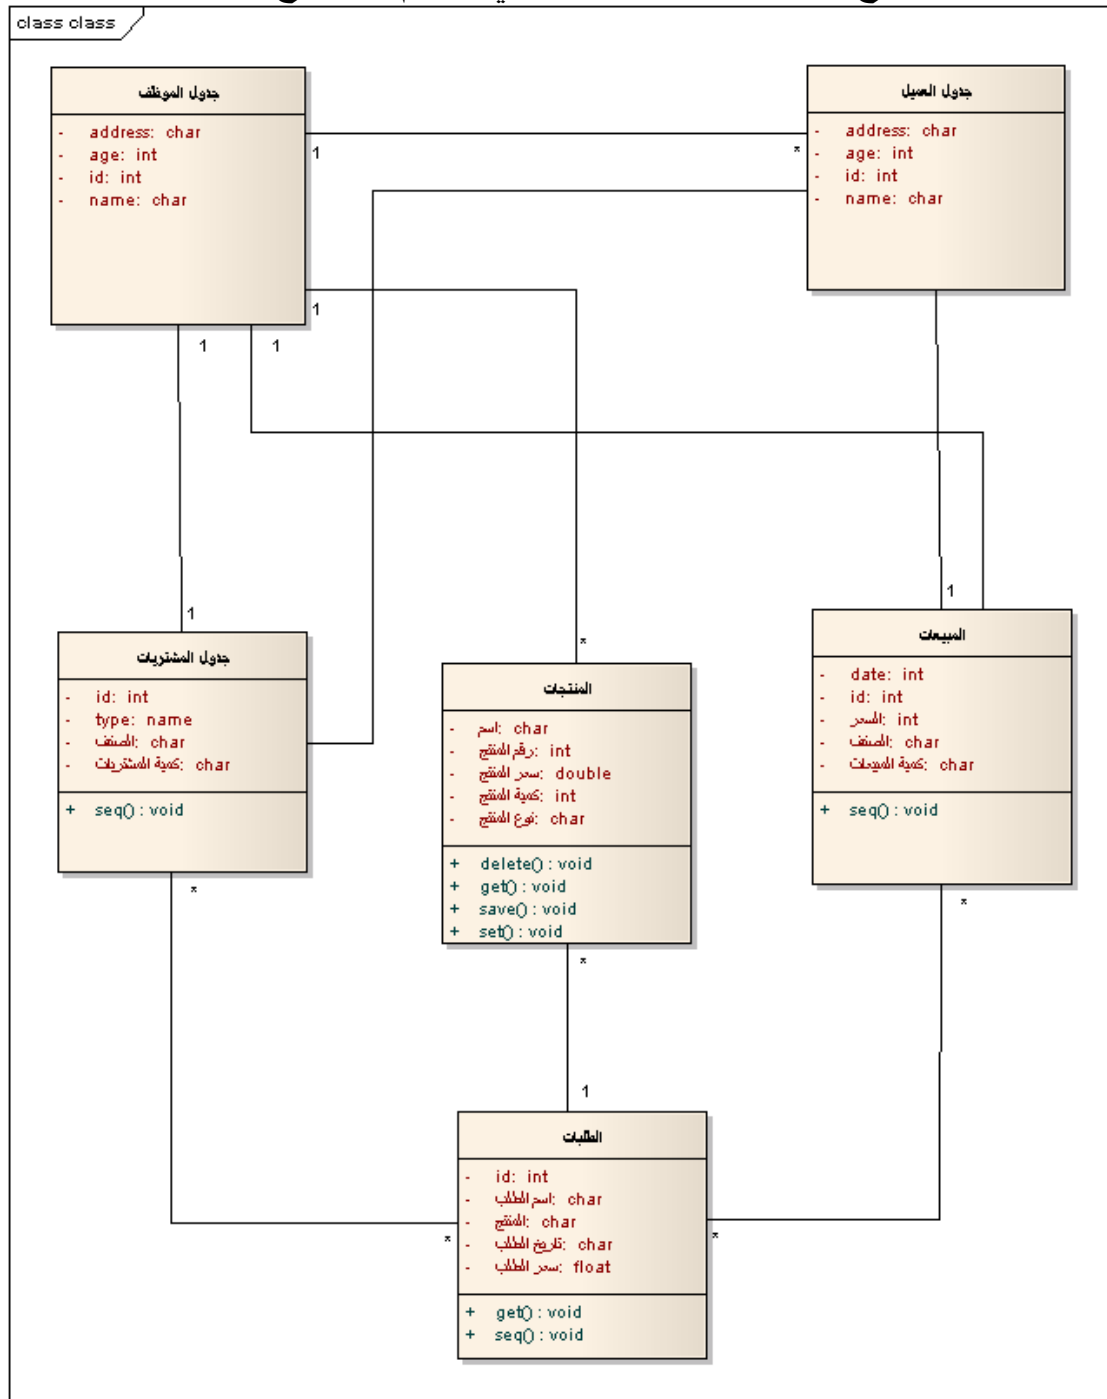 class class
جدول الموظف
- address: char
- age: int
- id: int
- name: char
جدول العميل
- address: char
- age: int
- id: int
- name: char
1
*
1
1
1
1
1
*
جدول المشتريات
- id: int
- type: name
- الصنف: char
- كمية المشتريات: char
+ seq() : void
المنتجات
- اسم: char
- رقم المنتج: int
- سعر المنتج: double
- كمية المنتج: int
- نوع المنتج: char
+ delete() : void
+ get() : void
+ save() : void
+ set() : void
المبيعات
- date: int
- id: int
- السعر: int
- الصنف: char
- كمية المبيعات: char
+ seq() : void
*
*
*
1
الطلبات
- id: int
- اسم الطلب: char
- المنتج: char
- تاريخ الطلب: char
- سعر الطلب: float
+ get() : void
+ seq() : void
*
*